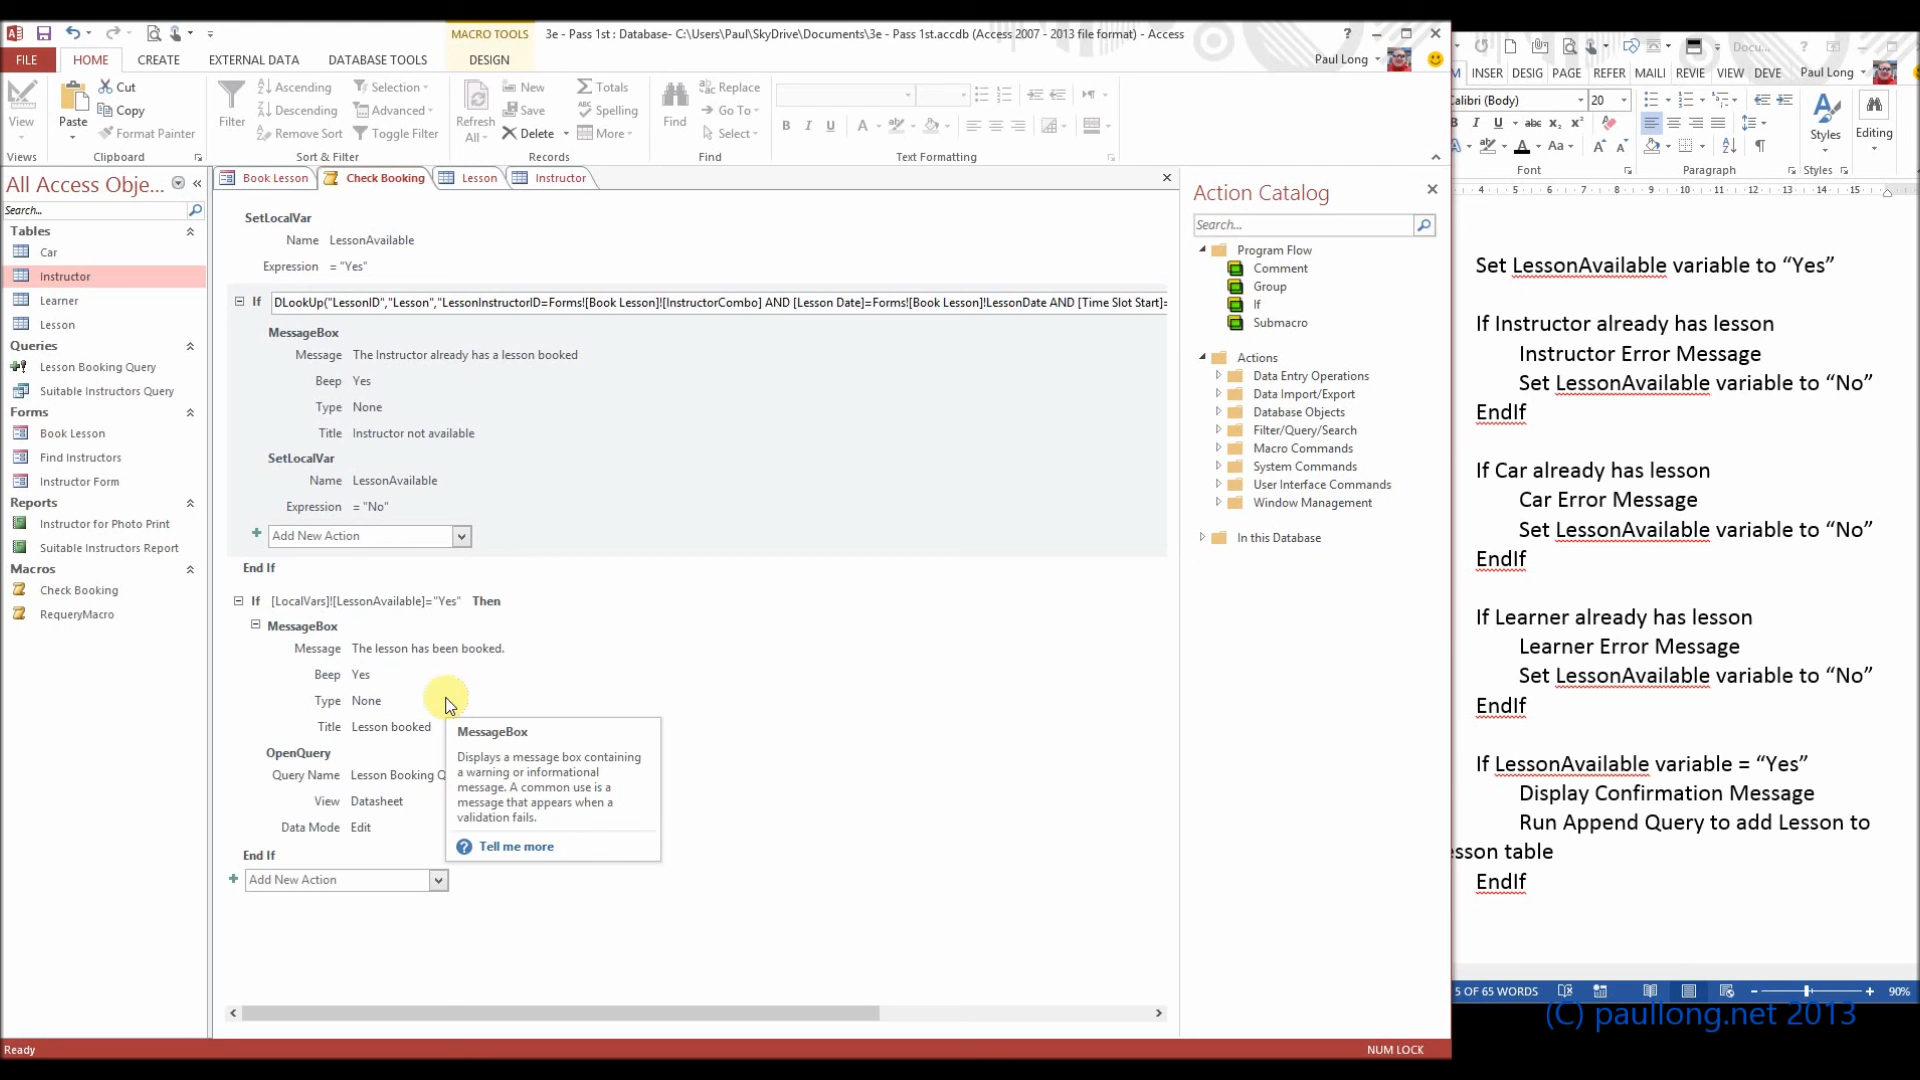 MACRO TOOLS
3e - Pass 1st : Database- C:\Users\Paul\SkyDrive\Documents\3e - Pass 1st.accdb (Access 2007 - 2013 file format) - Access
FILE HOME CREATE EXTERNAL DATA DATABASE TOOLS DESIGN
Paul Long
View
Views
Paste
Cut
Copy
Format Painter
Clipboard
Filter
Ascending
Descending
Remove Sort
Selection
Advanced
Toggle Filter
Sort & Filter
Refresh
All
New
Save
Delete
Totals
Spelling
More
Records
Find
Replace
Go To
Select
Find
B I U A
Text Formatting
All Access Obje...
Search...
Tables
Car
Instructor
Learner
Lesson
Queries
Lesson Booking Query
Suitable Instructors Query
Forms
Book Lesson
Find Instructors
Instructor Form
Reports
Instructor for Photo Print
Suitable Instructors Report
Macros
Check Booking
RequeryMacro
Book Lesson Check Booking Lesson Instructor
SetLocalVar
Name LessonAvailable
Expression = "Yes"
If DLookUp("LessonID","Lesson","LessonInstructorID=Forms![Book Lesson]![InstructorCombo] AND [Lesson Date]=Forms![Book Lesson]!LessonDate AND [Time Slot Start]=
MessageBox
Message The Instructor already has a lesson booked
Beep Yes
Type None
Title Instructor not available
SetLocalVar
Name LessonAvailable
Expression = "No"
Add New Action
End If
If [LocalVars]![LessonAvailable]="Yes" Then
MessageBox
Message The lesson has been booked.
Beep Yes
Type None
Title Lesson booked
OpenQuery
Query Name Lesson Booking Q
View Datasheet
Data Mode Edit
End If
Add New Action
MessageBox
Displays a message box containing
a warning or informational
message. A common use is a
message that appears when a
validation fails.
Tell me more
Action Catalog
Search...
Program Flow
Comment
Group
If
Submacro
Actions
Data Entry Operations
Data Import/Export
Database Objects
Filter/Query/Search
Macro Commands
System Commands
User Interface Commands
Window Management
In this Database
Ready
NUM LOCK
Docu...
INSER DESIG PAGE REFER MAILI REVIE VIEW DEVE Paul Long
Calibri (Body) 20
Styles
Editing
Font Paragraph Styles
4 5 6 7 8 9 10 11 12 13 14 15
Set LessonAvailable variable to “Yes”
If Instructor already has lesson
Instructor Error Message
Set LessonAvailable variable to “No”
EndIf
If Car already has lesson
Car Error Message
Set LessonAvailable variable to “No”
EndIf
If Learner already has lesson
Learner Error Message
Set LessonAvailable variable to “No”
EndIf
If LessonAvailable variable = “Yes”
Display Confirmation Message
Run Append Query to add Lesson to
esson table
EndIf
5 OF 65 WORDS
90%
(C) paullong.net 2013